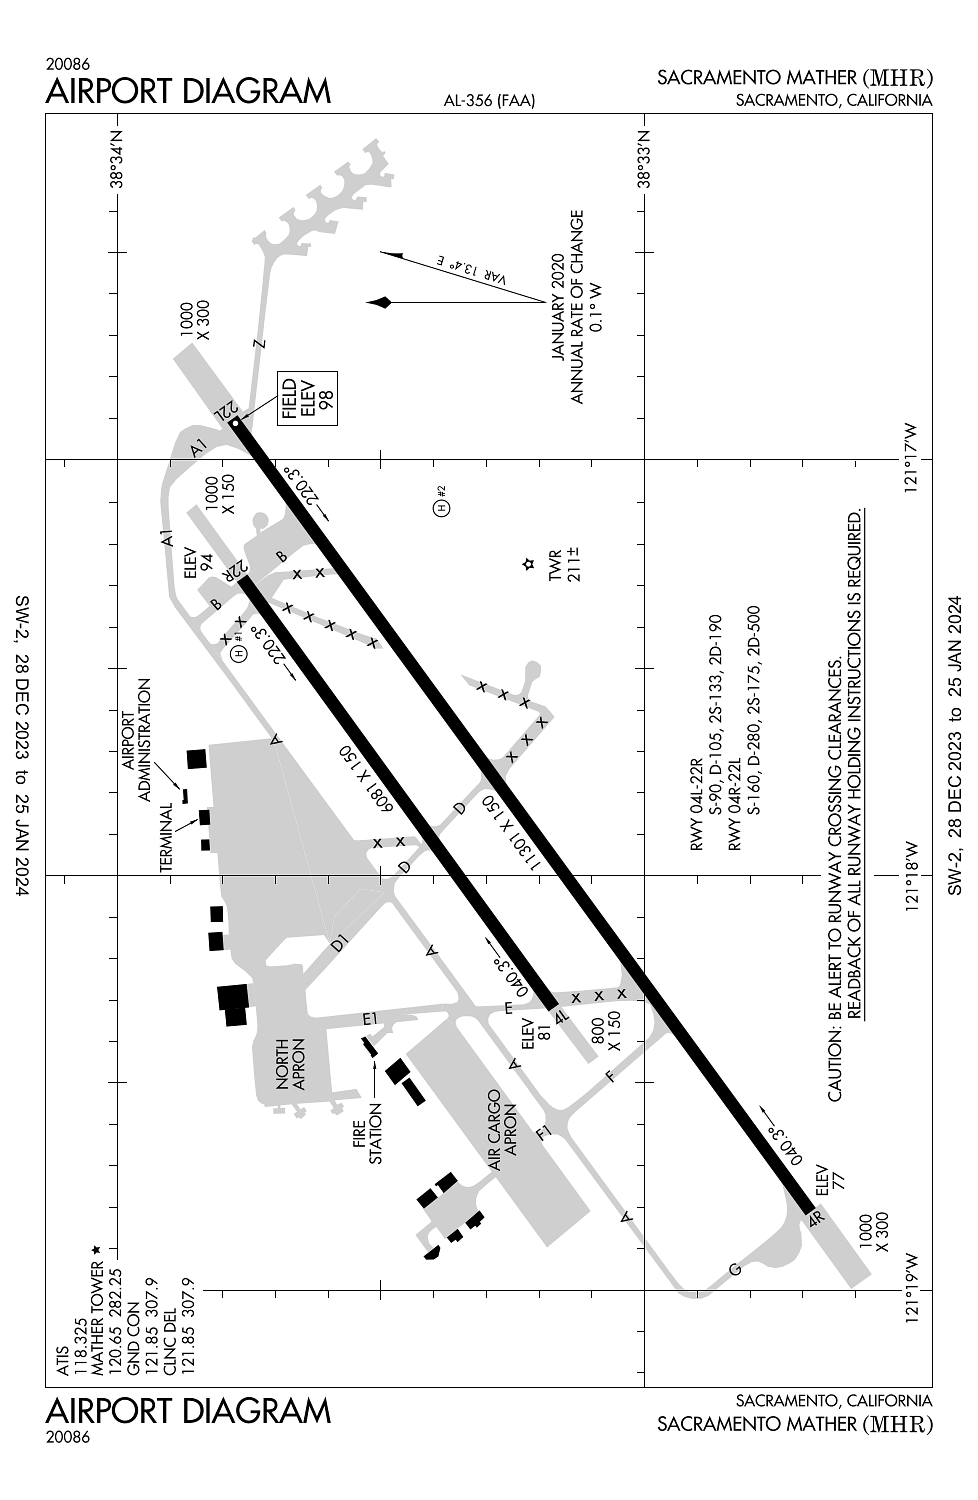 20086
AIRPORT DIAGRAM
AL-356 (FAA)
SACRAMENTO MATHER (MHR)
SACRAMENTO, CALIFORNIA
38°34'N
38°33'N
VAR 13.4° E
JANUARY 2020
ANNUAL RATE OF CHANGE
0.1° W
1000
X 300
Z
FIELD
ELEV
98
22L
A1
1000
X 150
220.3°
H #2
121°17'W
A1
ELEV
94
22R
B
B
TWR
211±
H #1
220.3°
AIRPORT
ADMINISTRATION
TERMINAL
A
6081 X 150
D
11301 X 150
D
RWY 04L-22R
S-90, D-105, 2S-133, 2D-190
RWY 04R-22L
S-160, D-280, 2S-175, 2D-500
CAUTION: BE ALERT TO RUNWAY CROSSING CLEARANCES.
READBACK OF ALL RUNWAY HOLDING INSTRUCTIONS IS REQUIRED.
121°18'W
D1
A
040.3°
E
E1
4L
ELEV
81
800
X 150
NORTH
APRON
A
F
FIRE
STATION
AIR CARGO
APRON
F1
040.3°
ELEV
77
A
4R
1000
X 300
G
121°19'W
ATIS
118.325
MATHER TOWER ★
120.65 282.25
GND CON
121.85 307.9
CLNC DEL
121.85 307.9
X X
X X
X X X X X
X X X
X X X
X X
X X X
SW-2, 28 DEC 2023 to 25 JAN 2024
SW-2, 28 DEC 2023 to 25 JAN 2024
AIRPORT DIAGRAM
20086
SACRAMENTO, CALIFORNIA
SACRAMENTO MATHER (MHR)